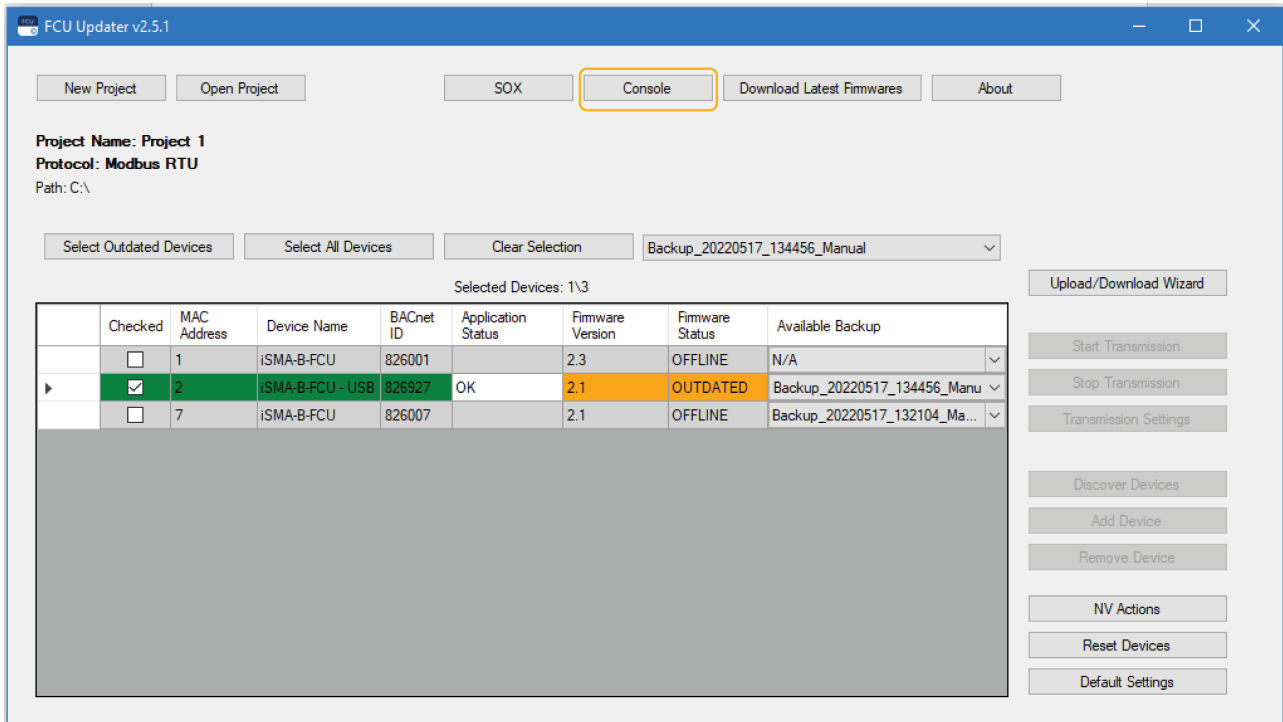 FCU Updater v2.5.1
New Project Open Project SOX Console Download Latest Firmwares About
Project Name: Project 1
Protocol: Modbus RTU
Path: C:\
Select Outdated Devices Select All Devices Clear Selection Backup_20220517_134456_Manual
Selected Devices: 1\3
Upload/Download Wizard
Checked MAC Address Device Name BACnet ID Application Status Firmware Version Firmware Status Available Backup
1 iSMA-B-FCU 826001 2.3 OFFLINE N/A
2 iSMA-B-FCU - USB 826927 OK 2.1 OUTDATED Backup_20220517_134456_Manu
7 iSMA-B-FCU 826007 2.1 OFFLINE Backup_20220517_132104_Ma...
Start Transmission
Stop Transmission
Transmission Settings
Discover Devices
Add Device
Remove Device
NV Actions
Reset Devices
Default Settings